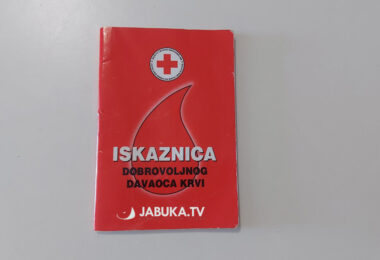 ISKAZNICA
DOBROVOLJNOG
DAVAOCA KRVI
JABUKA.TV